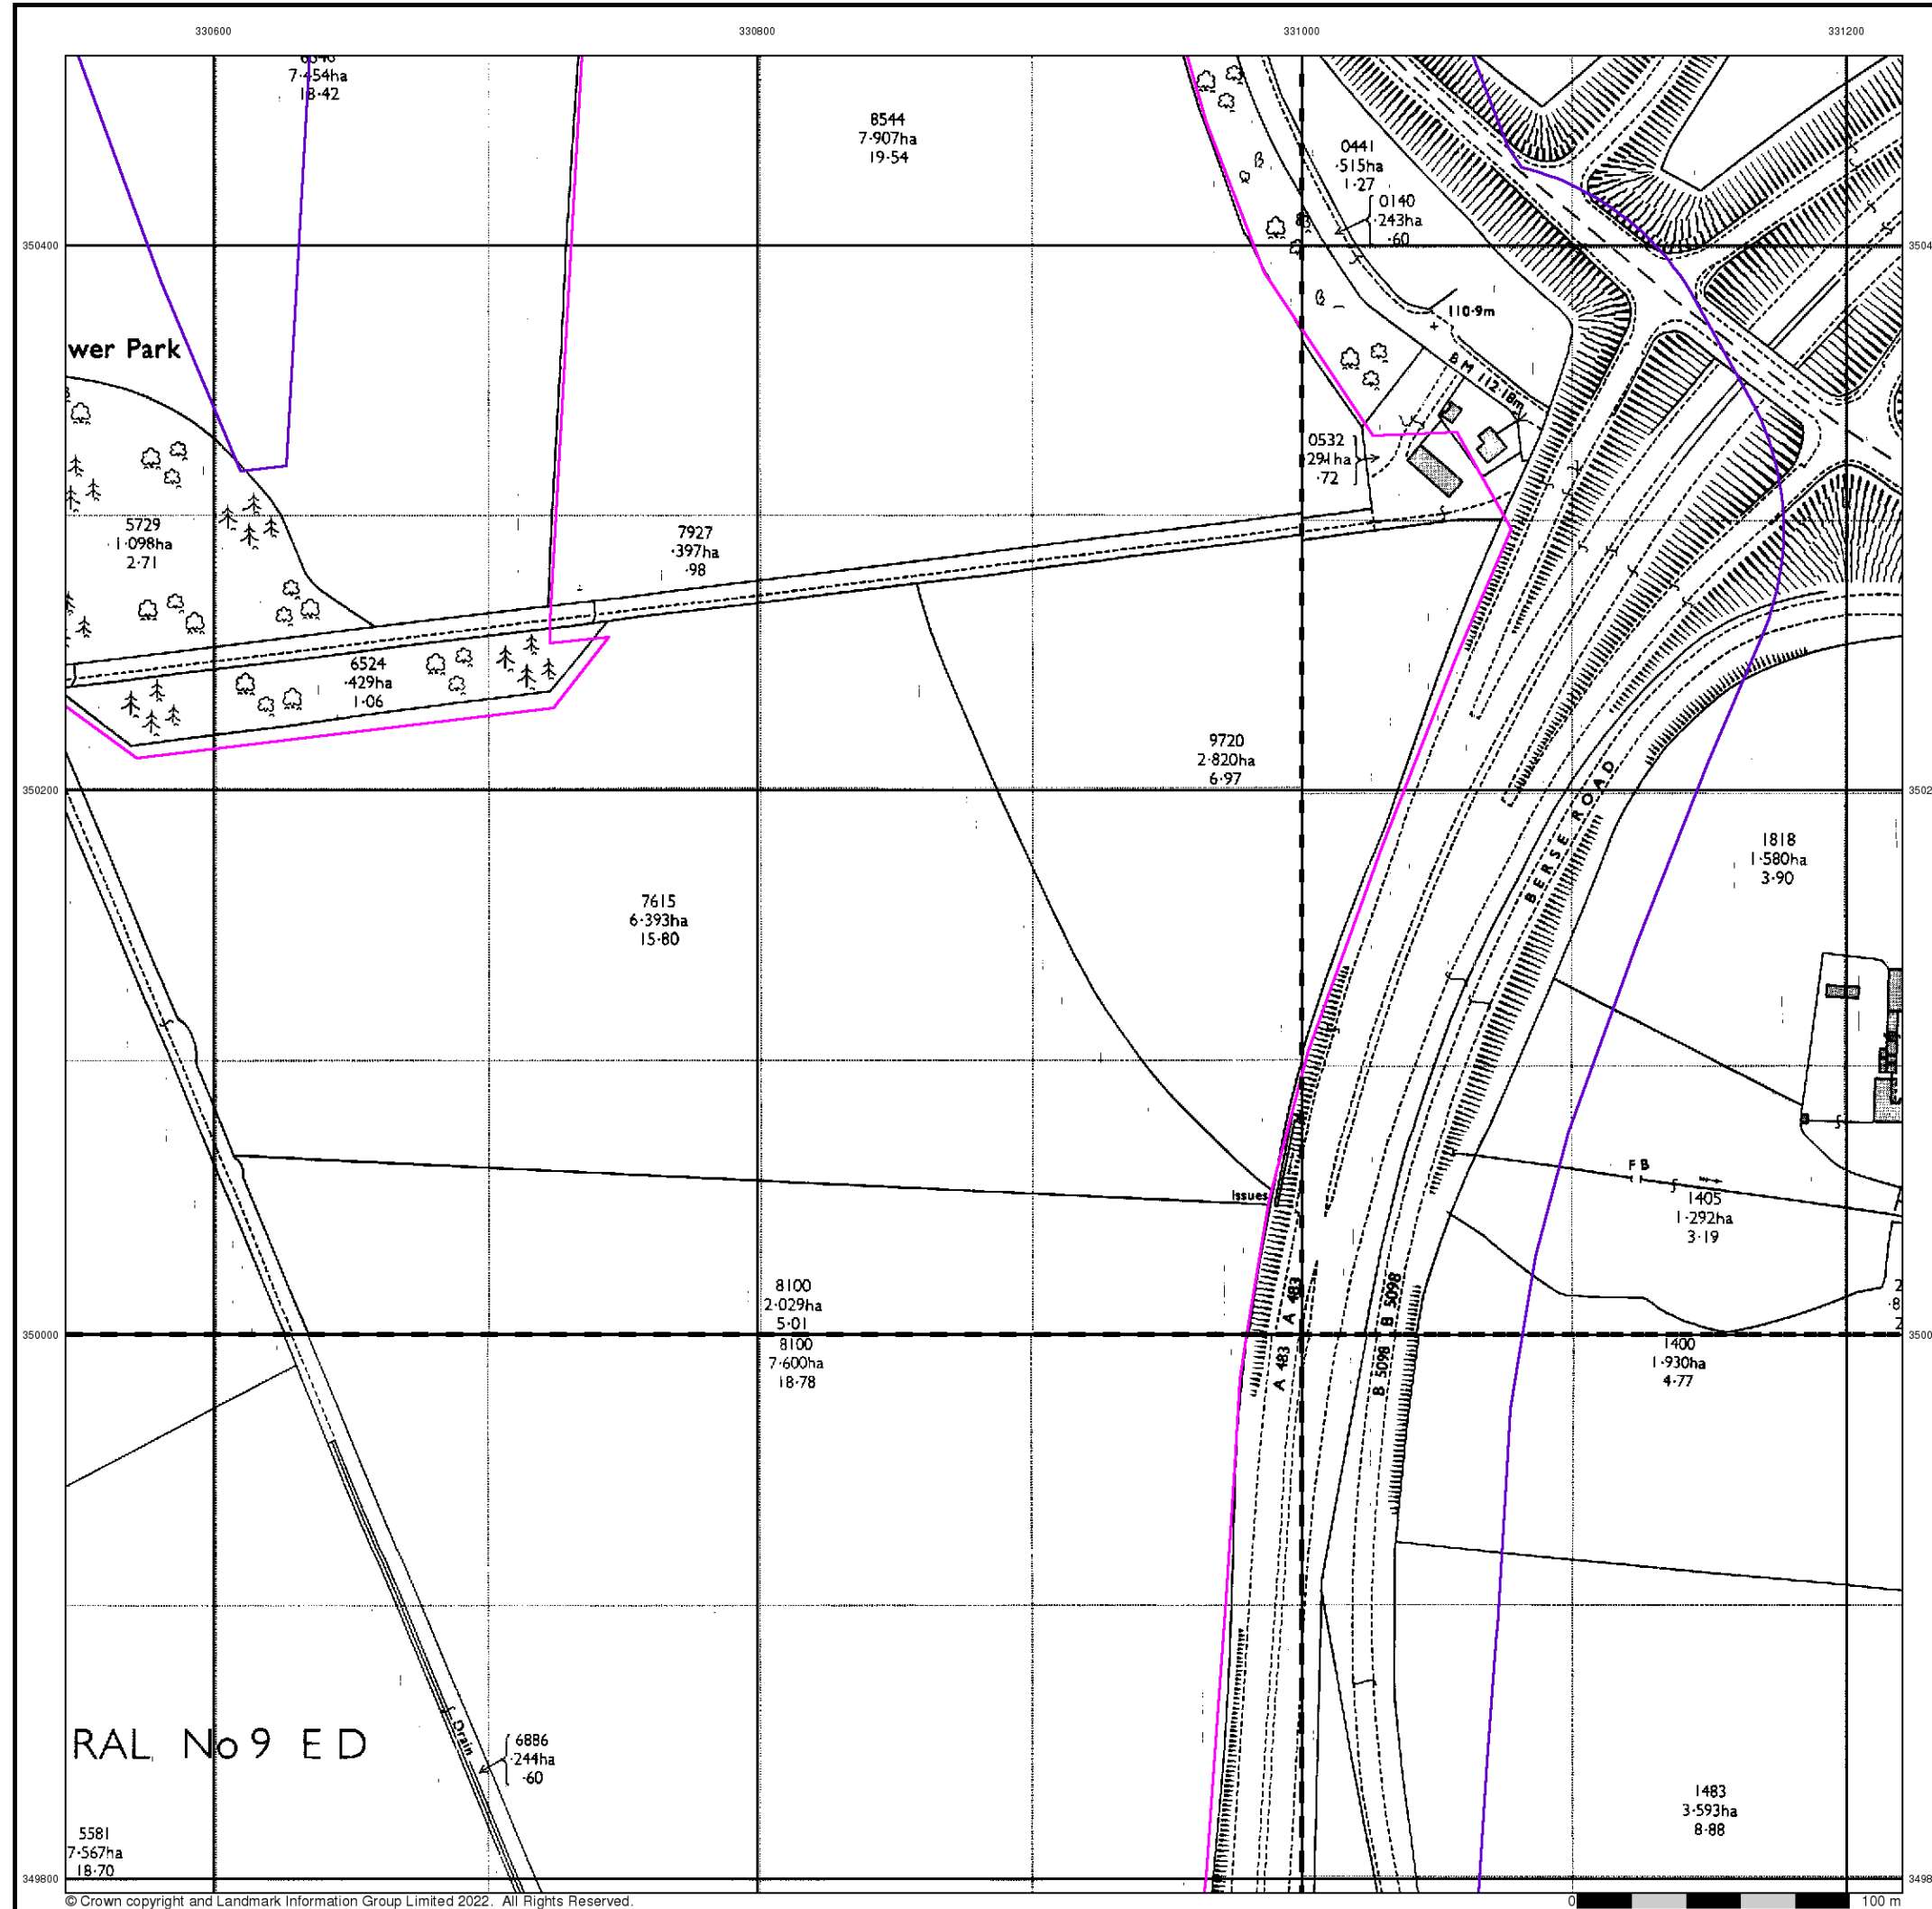 330600
330800
331000
331200
7·454ha
18·42
8544
7·907ha
19·54
0441
·515ha
1·27
0140
·243ha
·60
350400
110·9m
wer Park
B M 112·18m
0532
·72
5729
1·098ha
2·71
7927
·397ha
·98
6524
·429ha
1·06
9720
2·820ha
6·97
350200
BERSE ROAD
1818
1·580ha
3·90
7615
6·393ha
15·80
F B
Issues
1405
1·292ha
3·19
8100
2·029ha
5·01
A 483
B 5098
350000
8100
7·600ha
18·78
A 483
B 5098
1400
1·930ha
4·77
RAL No 9 E D
Drain
6886
·244ha
·60
1483
3·593ha
8·88
5581
7·567ha
18·70
349800
© Crown copyright and Landmark Information Group Limited 2022. All Rights Reserved.
0 100 m